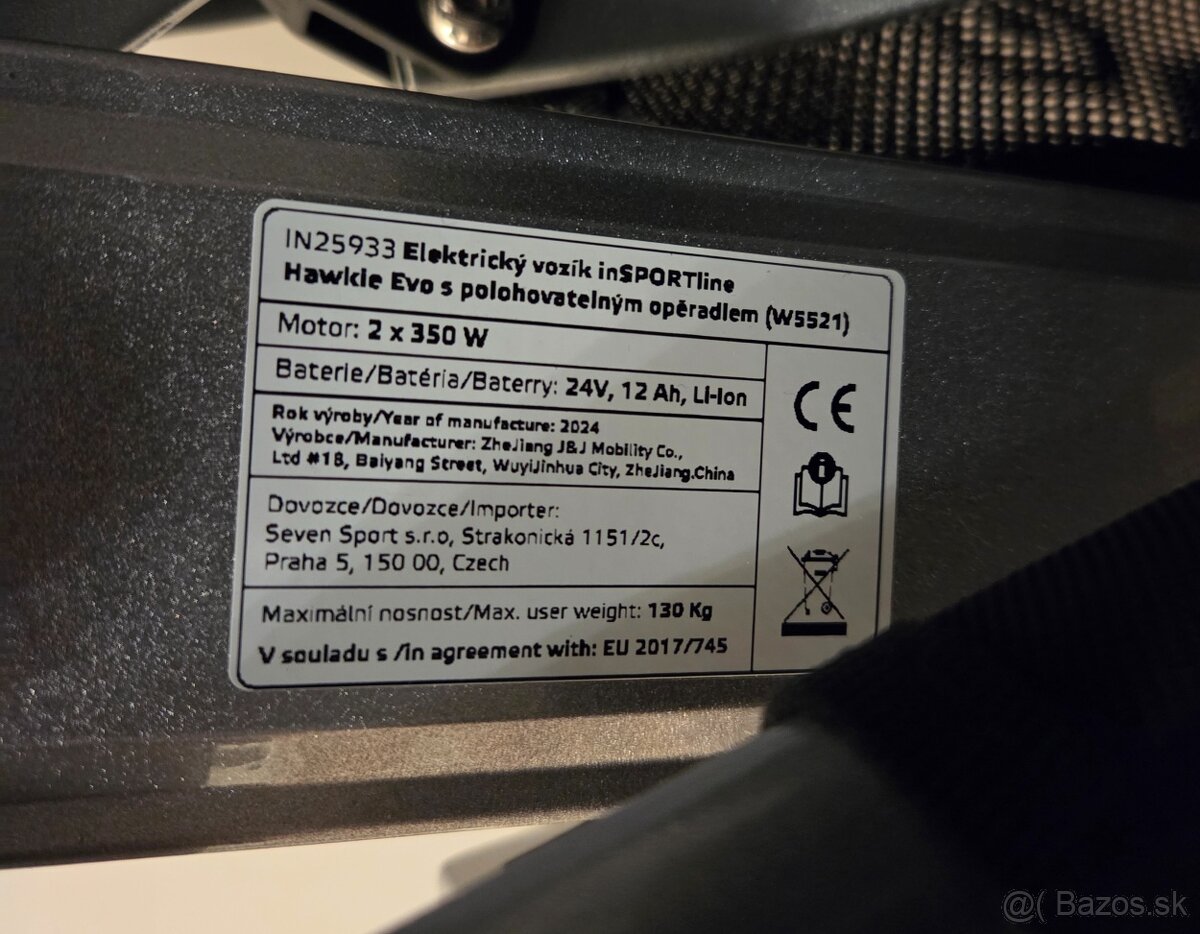 IN25933 Elektrický vozík inSPORTline
Hawkie Evo s polohovatelným opěradlem (W5521)
Motor: 2 x 350 W
Baterie/Batéria/Baterry: 24V, 12 Ah, Li-Ion
Rok výroby/Year of manufacture: 2024
Výrobce/Manufacturer: ZheJiang J&J Mobility Co.,
Ltd #18, Baiyang Street, WuyiJinhua City, ZheJiang.China
Dovozce/Dovozce/Importer:
Seven Sport s.r.o, Strakonická 1151/2c,
Praha 5, 150 00, Czech
Maximální nosnost/Max. user weight: 130 Kg
V souladu s /in agreement with: EU 2017/745
CE
@( Bazos.sk